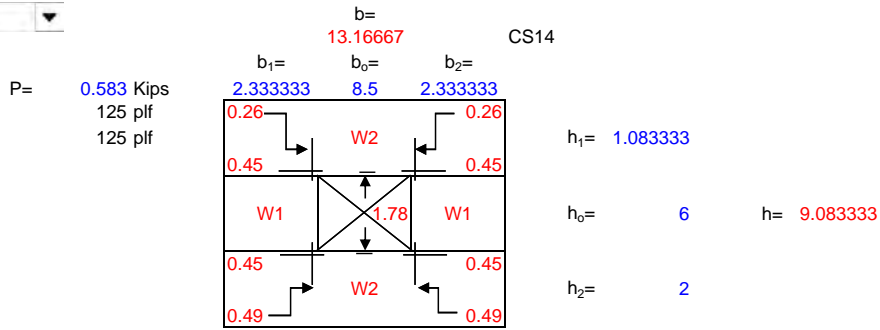 b=
13.16667 CS14
b₁= bₒ= b₂=
P= 0.583 Kips 2.333333 8.5 2.333333
125 plf 0.26 0.26
125 plf W2 h₁= 1.083333
0.45 0.45
W1 1.78 W1 hₒ= 6 h= 9.083333
0.45 0.45
W2 h₂= 2
0.49 0.49